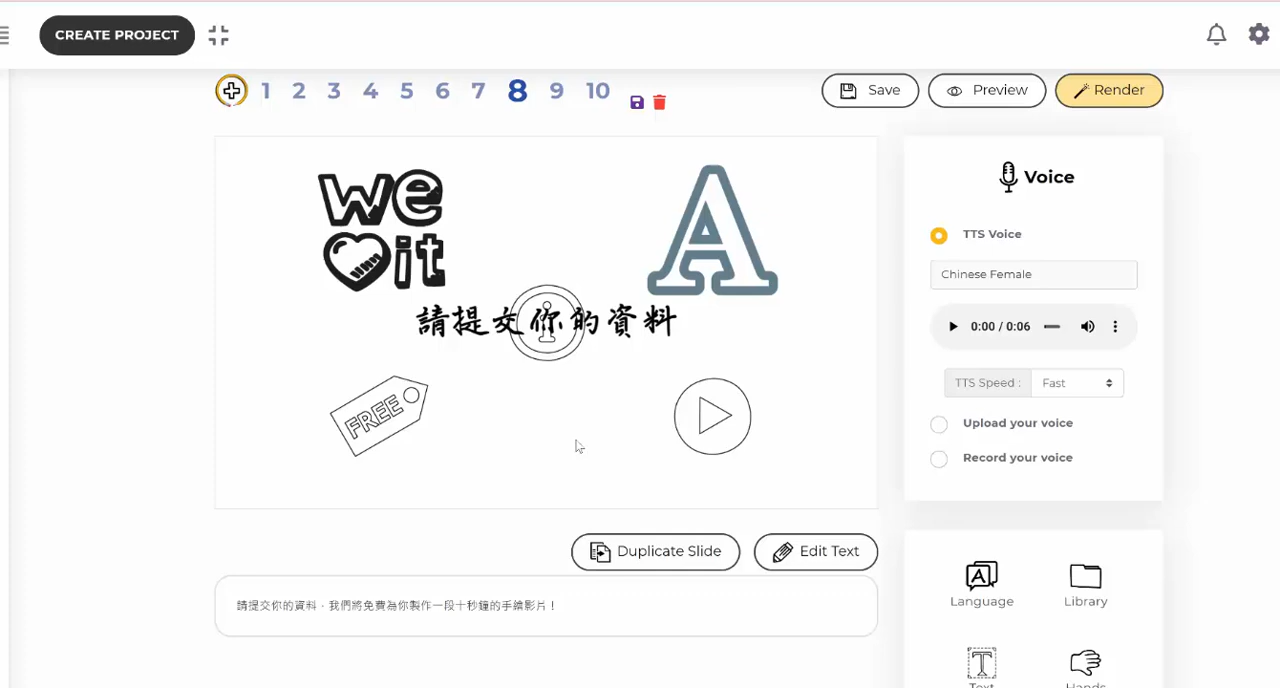 CREATE PROJECT
1 2 3 4 5 6 7 8 9 10
Save
Preview
Render
we
it
A
請提交你的資料
FREE
Voice
TTS Voice
Chinese Female
0:00 / 0:06
TTS Speed :
Fast
Upload your voice
Record your voice
Duplicate Slide
Edit Text
請提交你的資料，我們將免費為你製作一段十秒鐘的手繪影片！
Language
Library
Text
Hands